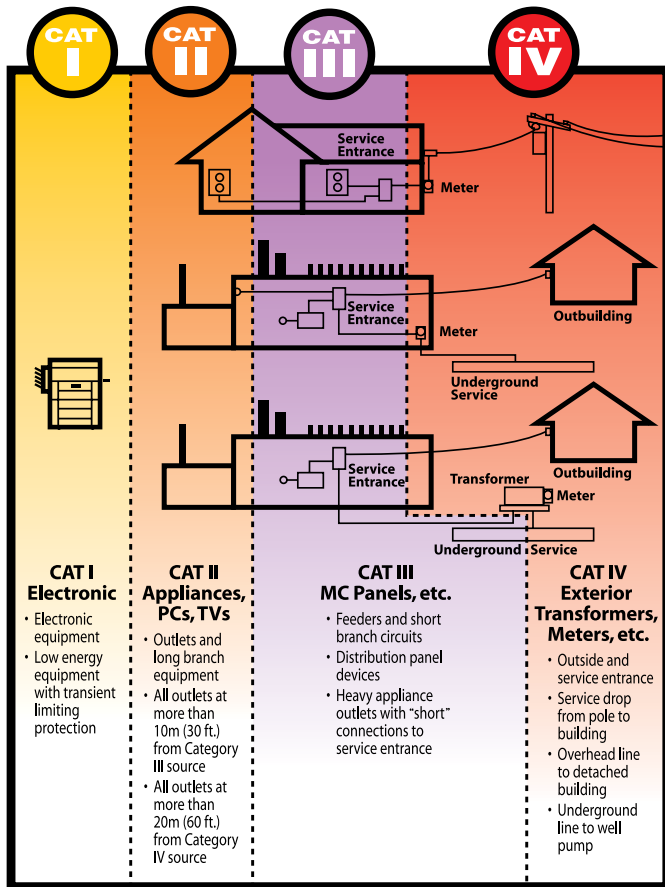 CAT
I
CAT
II
CAT
III
CAT
IV
Service
Entrance
Meter
Service
Entrance
Meter
Outbuilding
Underground
Service
Service
Entrance
Transformer
Meter
Outbuilding
Underground Service
CAT I
Electronic
• Electronic
equipment
• Low energy
equipment
with transient
limiting
protection
CAT II
Appliances,
PCs, TVs
• Outlets and
long branch
equipment
• All outlets at
more than
10m (30 ft.)
from Category
III source
• All outlets at
more than
20m (60 ft.)
from Category
IV source
CAT III
MC Panels, etc.
• Feeders and short
branch circuits
• Distribution panel
devices
• Heavy appliance
outlets with “short”
connections to
service entrance
CAT IV
Exterior
Transformers,
Meters, etc.
• Outside and
service entrance
• Service drop
from pole to
building
• Overhead line
to detached
building
• Underground
line to well
pump